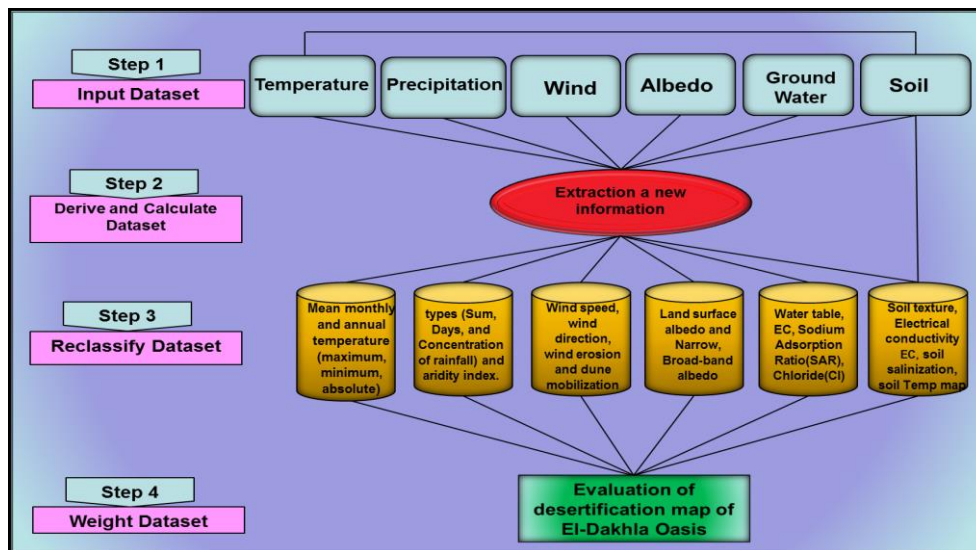 Step 1
Input Dataset
Temperature
Precipitation
Wind
Albedo
Ground
Water
Soil
Step 2
Derive and Calculate
Dataset
Extraction a new
information
Step 3
Reclassify Dataset
Mean monthly
and annual
temperature
(maximum,
minimum,
absolute)
types (Sum,
Days, and
Concentration
of rainfall) and
aridity index.
Wind speed,
wind
direction,
wind erosion
and dune
mobilization
Land surface
albedo and
Narrow,
Broad-band
albedo
Water table,
EC, Sodium
Adsorption
Ratio(SAR),
Chloride(Cl)
Soil texture,
Electrical
conductivity
EC, soil
salinization,
soil Temp map
Step 4
Weight Dataset
Evaluation of
desertification map of
El-Dakhla Oasis